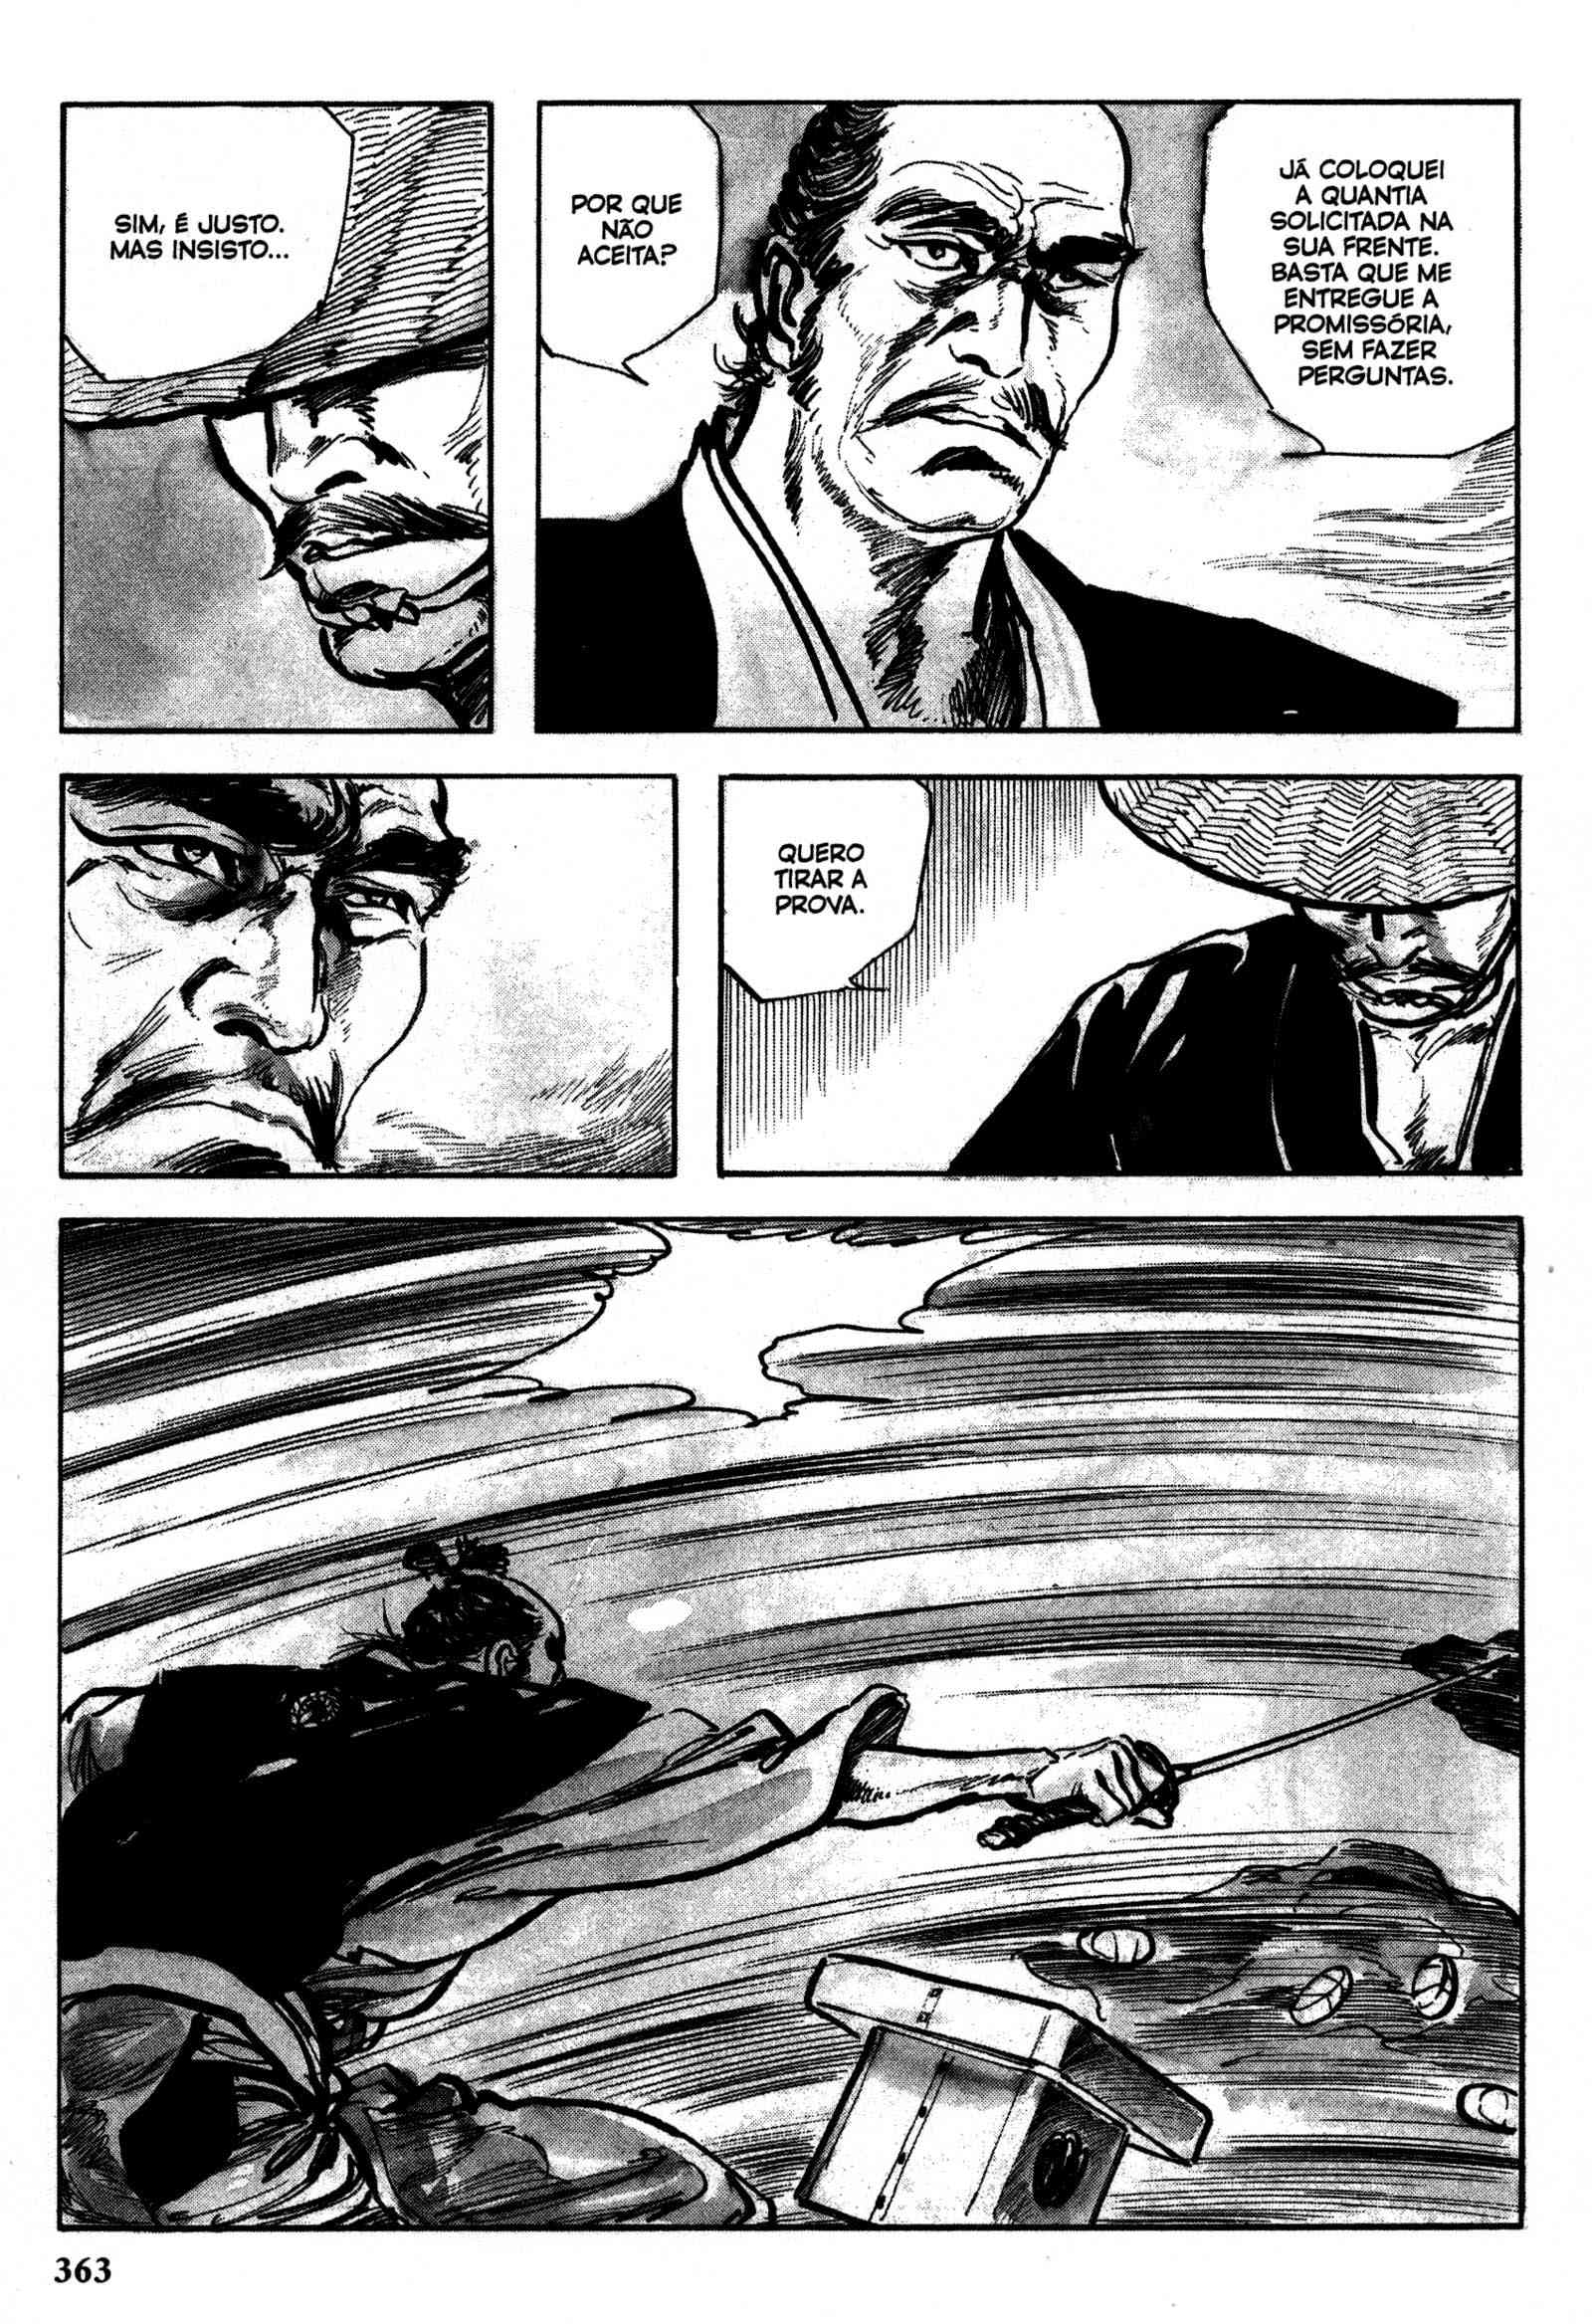 JÁ COLOQUEI
A QUANTIA
SOLICITADA NA
SUA FRENTE.
BASTA QUE ME
ENTREGUE A
PROMISSÓRIA,
SEM FAZER
PERGUNTAS.
POR QUE
NÃO
ACEITA?
SIM, É JUSTO.
MAS INSISTO...
QUERO
TIRAR A
PROVA.
363